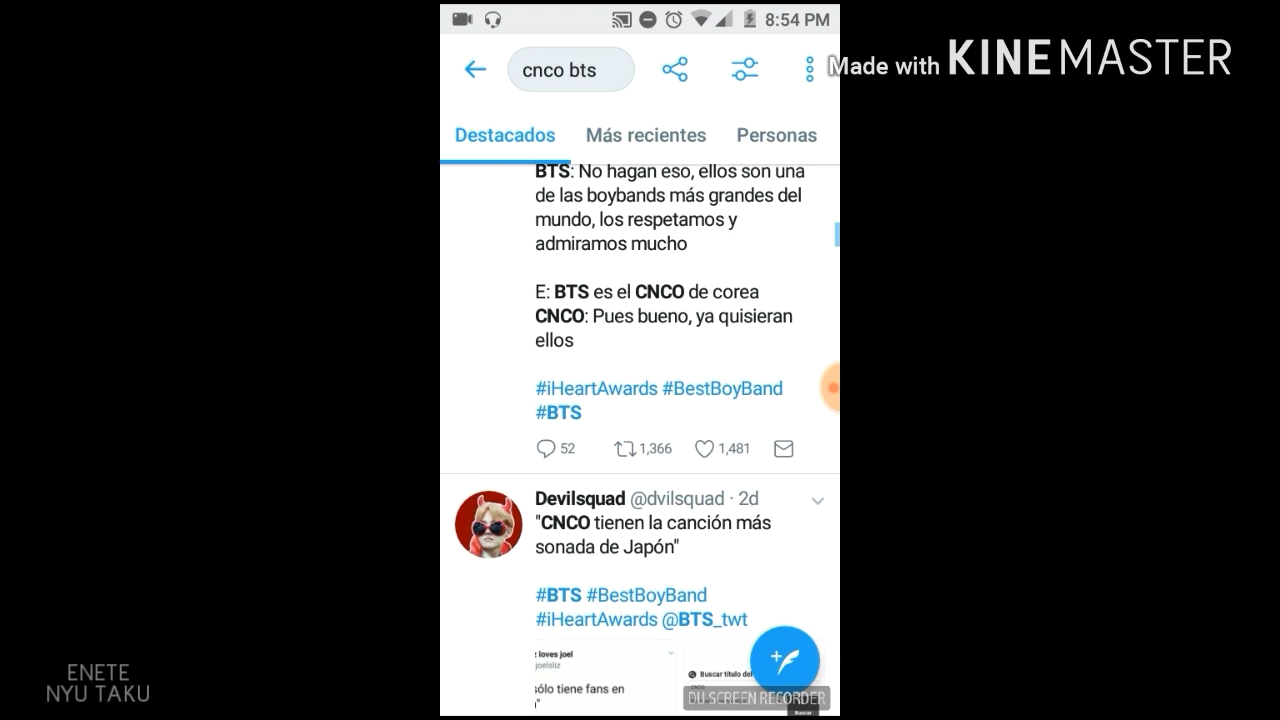 8:54 PM
cnco bts
Made with KINEMASTER
Destacados Más recientes Personas
BTS: No hagan eso, ellos son una
de las boybands más grandes del
mundo, los respetamos y
admiramos mucho
E: BTS es el CNCO de corea
CNCO: Pues bueno, ya quisieran
ellos
#iHeartAwards #BestBoyBand
#BTS
52 1,366 1,481
Devilsquad @dvilsquad · 2d
"CNCO tienen la canción más
sonada de Japón"
#BTS #BestBoyBand
#iHeartAwards @BTS_twt
loves joel
joelsliz
sólo tiene fans en
Buscar título del
DU SCREEN RECORDER
ENETE
NYU TAKU